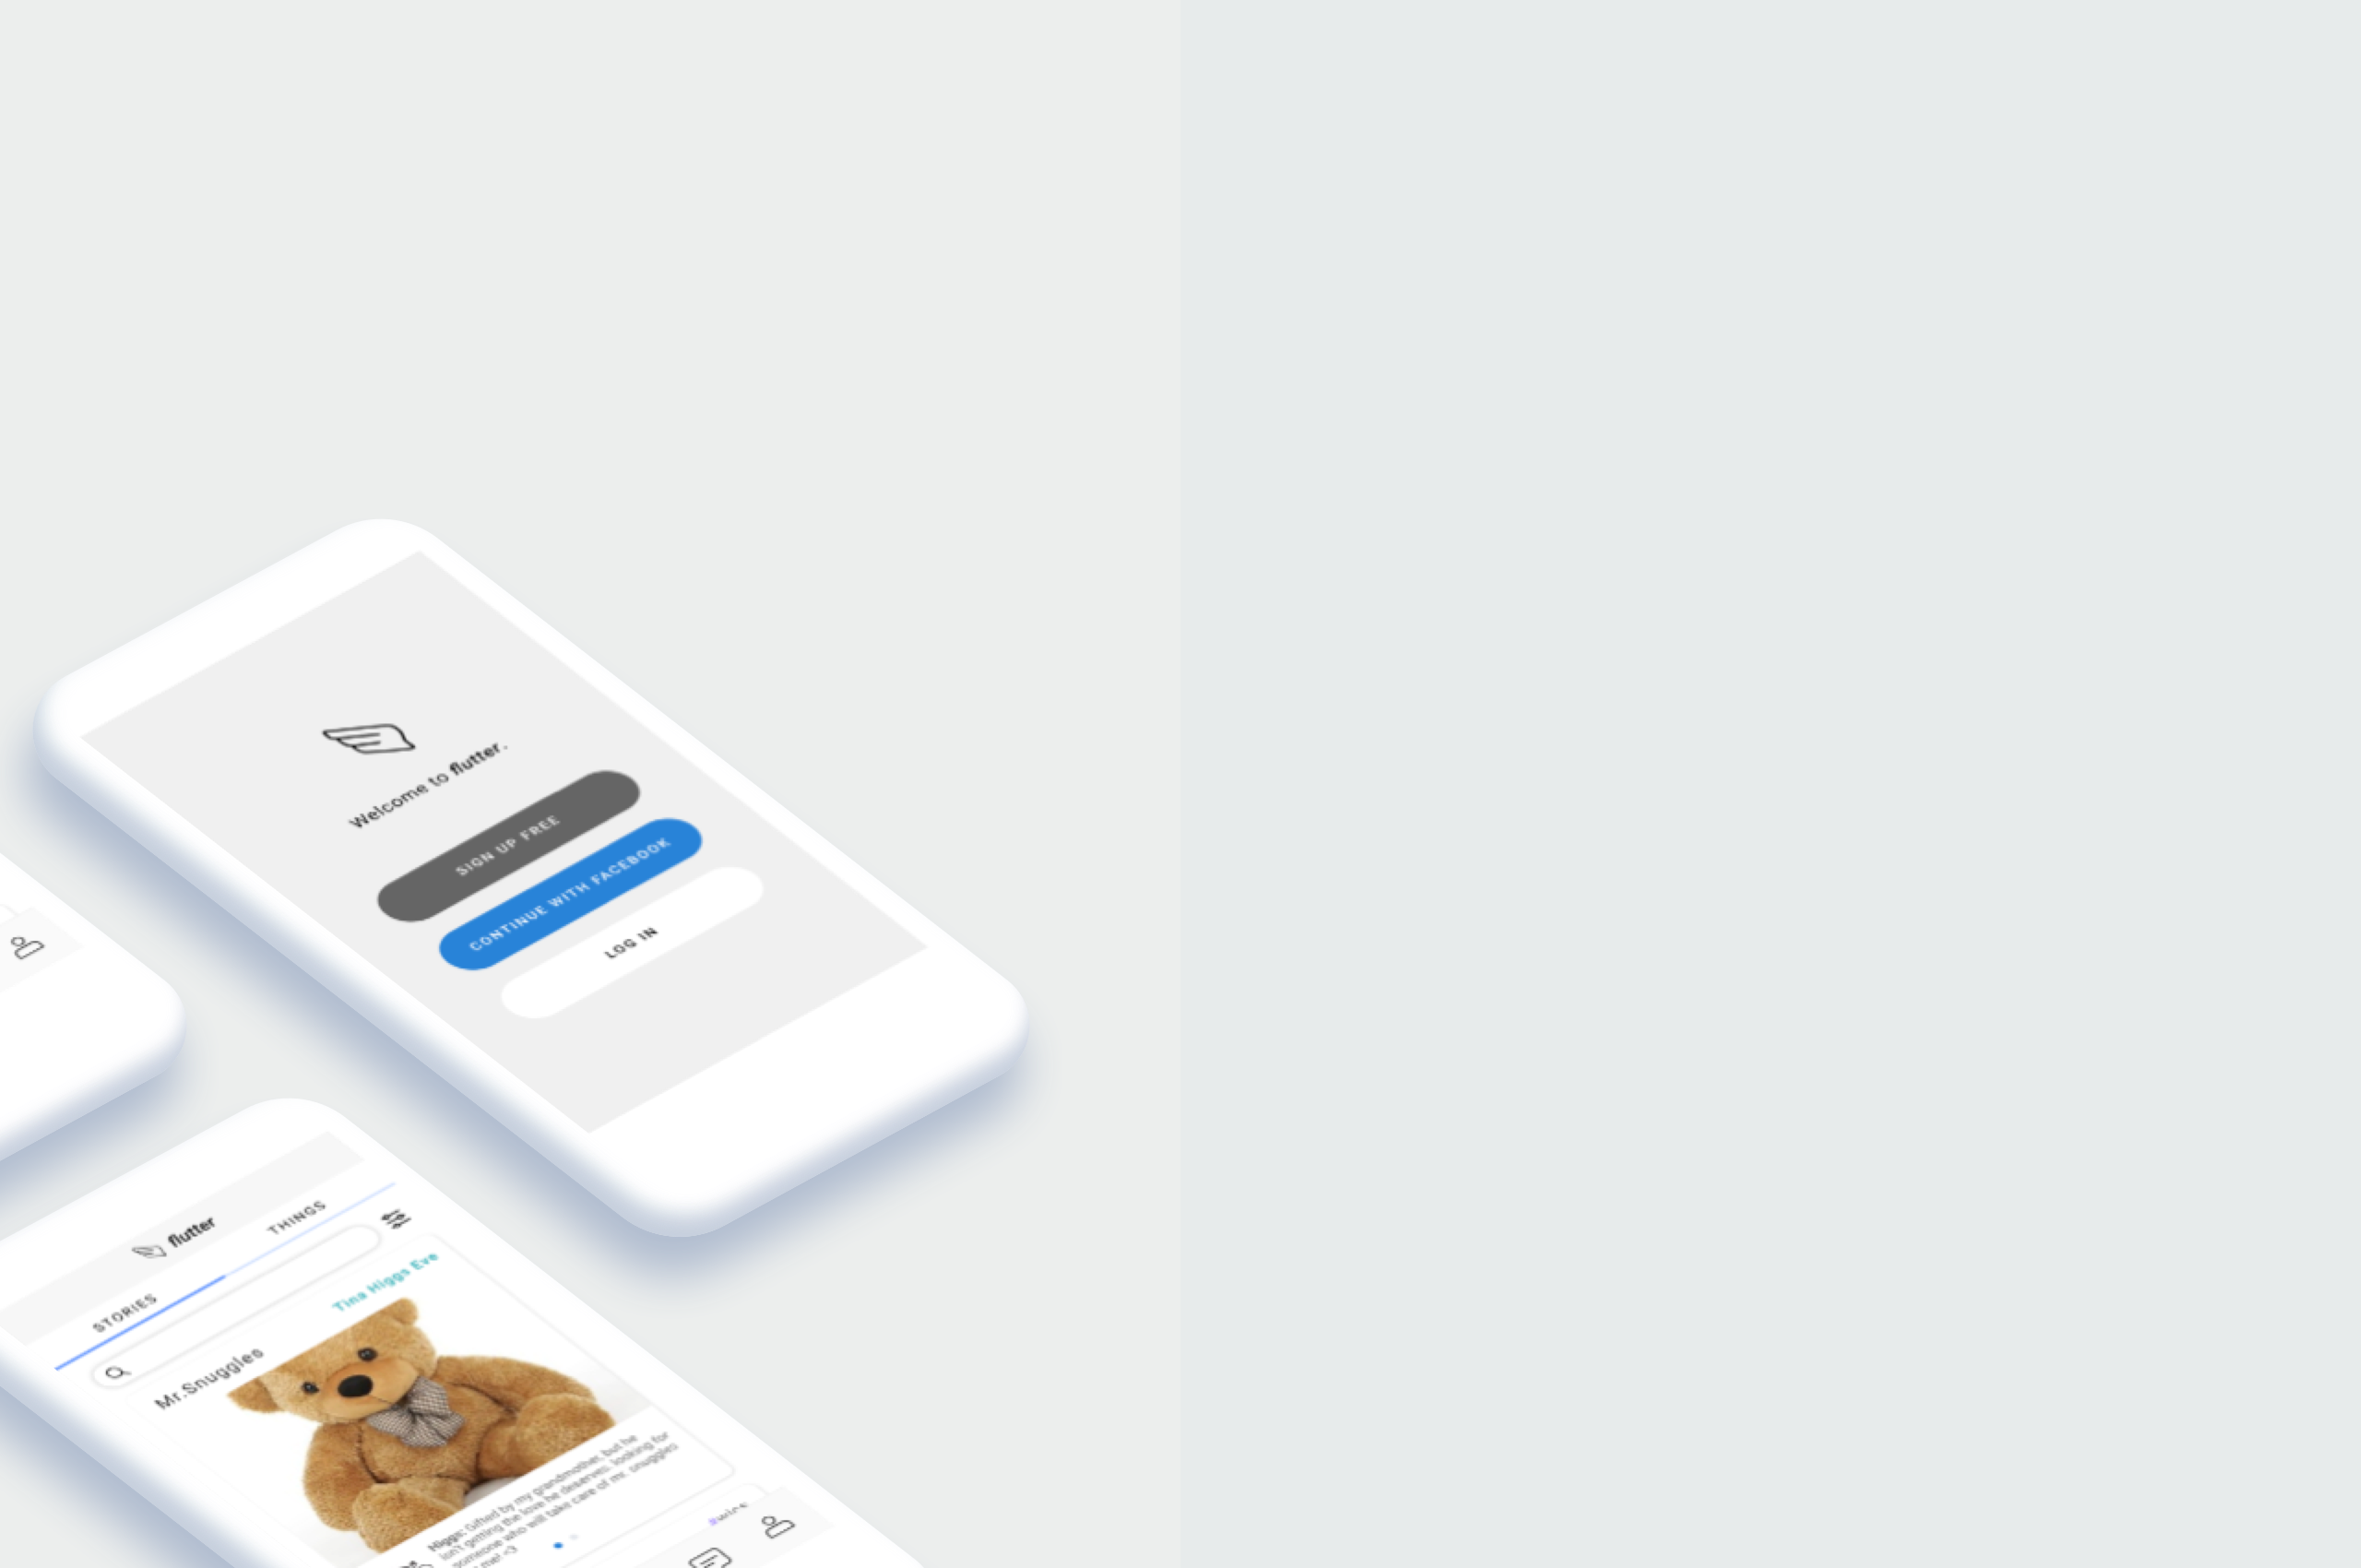 Welcome to flutter.
SIGN UP FREE
CONTINUE WITH FACEBOOK
LOG IN
flutter
STORIES
THINGS
Tina Higgs Eve
Mr.Snuggles
Higgs: Gifted by my grandmother, but he
isn't getting the love he deserves. looking for
someone who will take care of mr. snuggles
me! <3